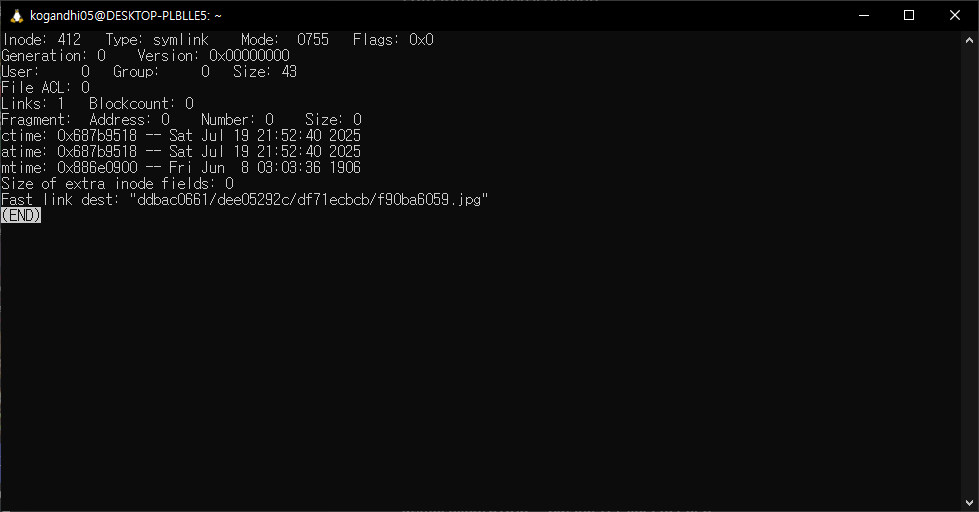 kogandhi05@DESKTOP-PLBLLE5: ~
Inode: 412   Type: symlink    Mode:  0755   Flags: 0x0
Generation: 0    Version: 0x00000000
User:     0   Group:     0   Size: 43
File ACL: 0
Links: 1   Blockcount: 0
Fragment:  Address: 0    Number: 0    Size: 0
ctime: 0x687b9518 -- Sat Jul 19 21:52:40 2025
atime: 0x687b9518 -- Sat Jul 19 21:52:40 2025
mtime: 0x886e0900 -- Fri Jun  8 03:03:36 1906
Size of extra inode fields: 0
Fast link dest: "ddbac0661/dee05292c/df71ecbcb/f90ba6059.jpg"
(END)